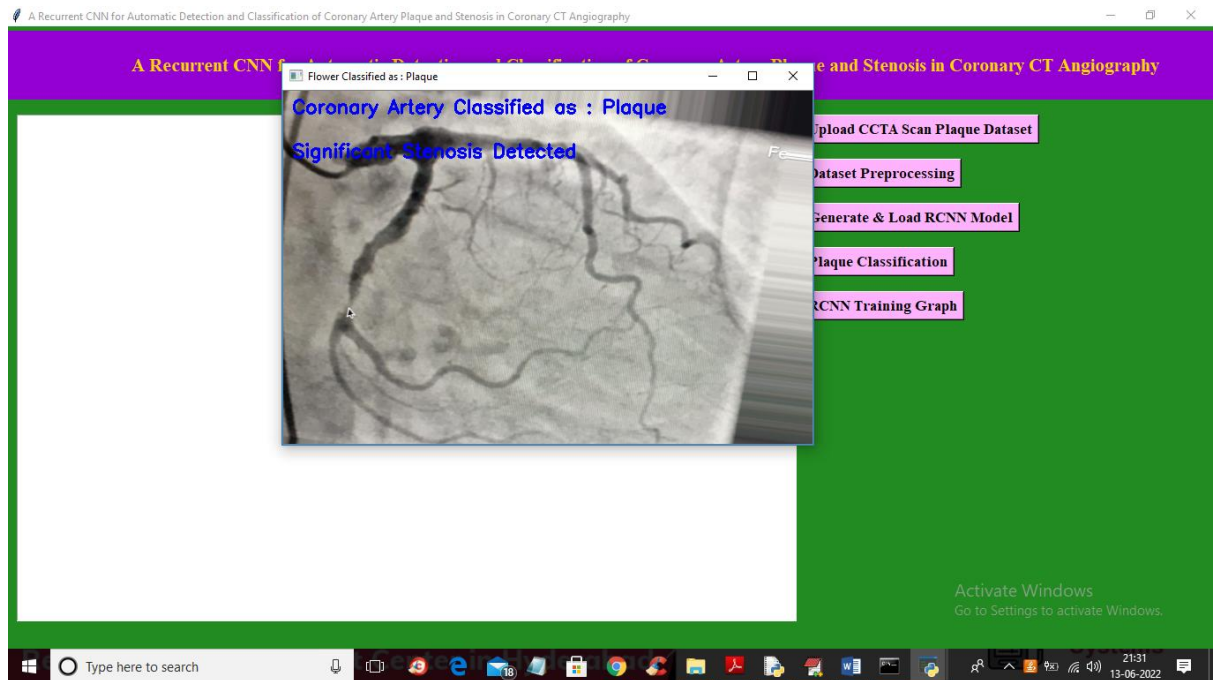 A Recurrent CNN for Automatic Detection and Classification of Coronary Artery Plaque and Stenosis in Coronary CT Angiography
A Recurrent CNN
and Stenosis in Coronary CT Angiography
Flower Classified as : Plaque
Coronary Artery Classified as : Plaque
Significant Stenosis Detected
Upload CCTA Scan Plaque Dataset
Dataset Preprocessing
Generate & Load RCNN Model
Plaque Classification
RCNN Training Graph
Activate Windows
Go to Settings to activate Windows.
Type here to search
18
21:31
13-06-2022